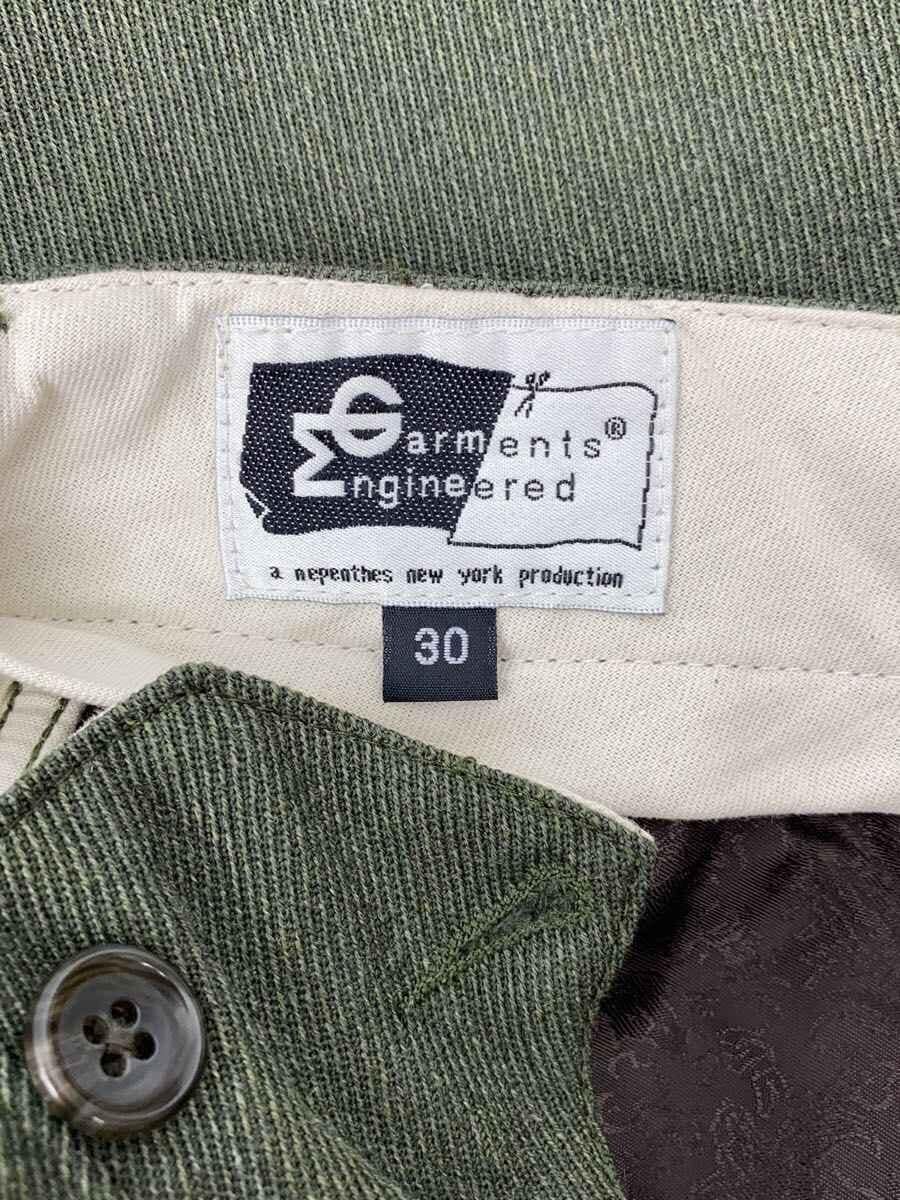 Garments®
Engineered
a nepenthes new york production
30